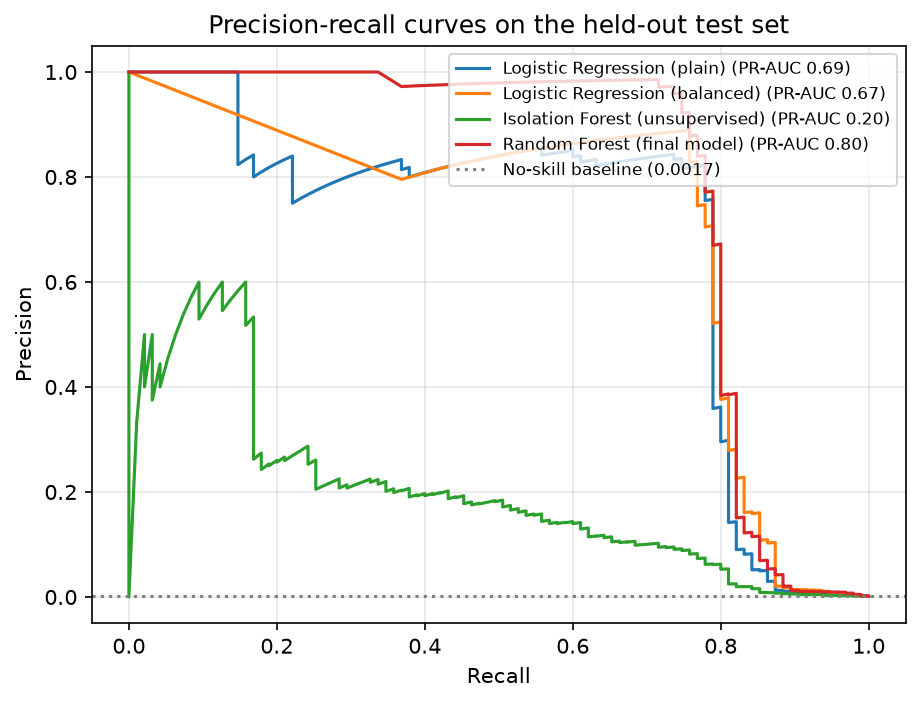 Precision-recall curves on the held-out test set
Logistic Regression (plain) (PR-AUC 0.69)
Logistic Regression (balanced) (PR-AUC 0.67)
Isolation Forest (unsupervised) (PR-AUC 0.20)
Random Forest (final model) (PR-AUC 0.80)
No-skill baseline (0.0017)
Precision
1.0
0.8
0.6
0.4
0.2
0.0
0.0 0.2 0.4 0.6 0.8 1.0
Recall